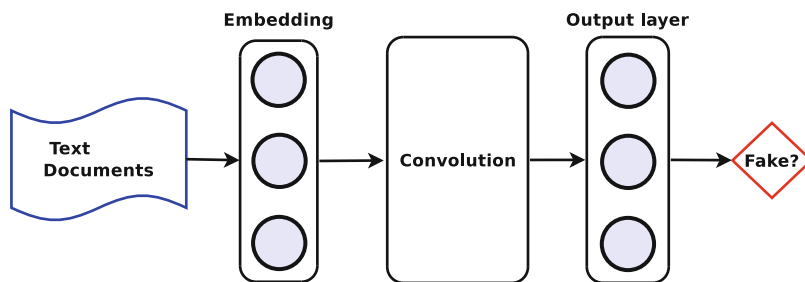 Embedding
Output layer
Text
Documents
Convolution
Fake?